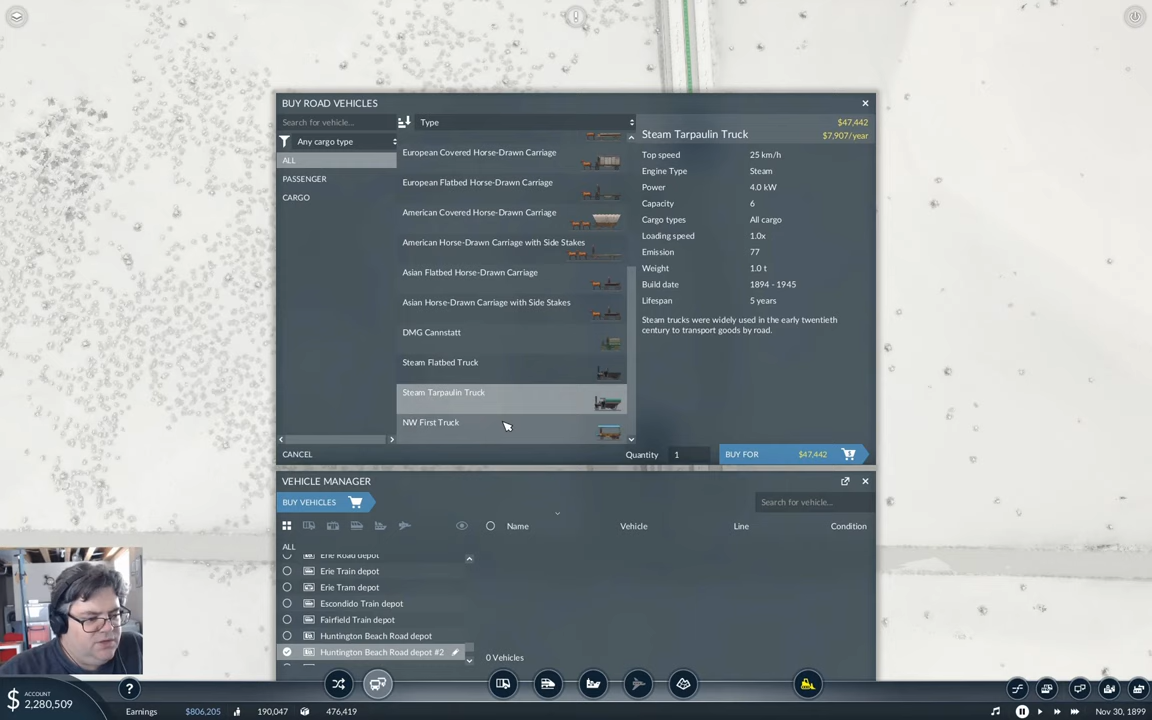 BUY ROAD VEHICLES
Search for vehicle...
Type
Any cargo type
ALL
PASSENGER
CARGO
European Covered Horse-Drawn Carriage
European Flatbed Horse-Drawn Carriage
American Covered Horse-Drawn Carriage
American Horse-Drawn Carriage with Side Stakes
Asian Flatbed Horse-Drawn Carriage
Asian Horse-Drawn Carriage with Side Stakes
DMG Cannstatt
Steam Flatbed Truck
Steam Tarpaulin Truck
NW First Truck
$47,442
Steam Tarpaulin Truck
$7,907/year
Top speed 25 km/h
Engine Type Steam
Power 4.0 kW
Capacity 6
Cargo types All cargo
Loading speed 1.0x
Emission 77
Weight 1.0 t
Build date 1894 - 1945
Lifespan 5 years
Steam trucks were widely used in the early twentieth
century to transport goods by road.
CANCEL
Quantity 1
BUY FOR $47,442
VEHICLE MANAGER
BUY VEHICLES
Search for vehicle...
Name Vehicle Line Condition
ALL
Erie Road depot
Erie Train depot
Erie Tram depot
Escondido Train depot
Fairfield Train depot
Huntington Beach Road depot
Huntington Beach Road depot #2
0 Vehicles
$ ACCOUNT
2,280,509
?
Earnings $806,205 190,047 476,419
Nov 30, 1899